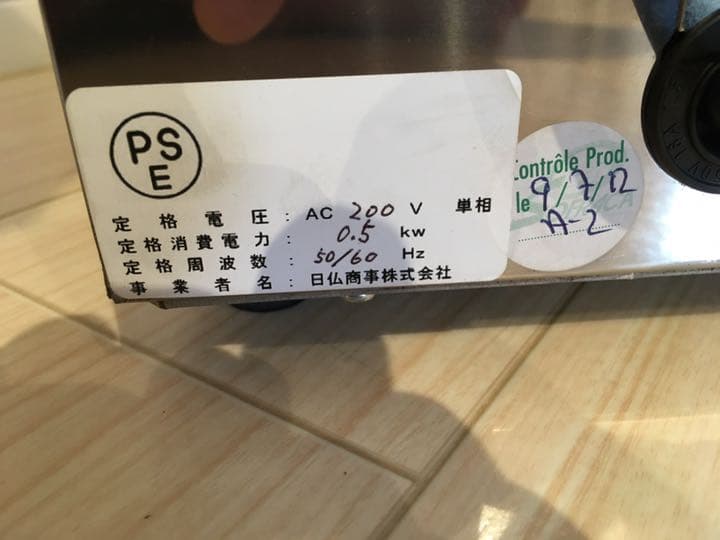 PSE
定格電圧: AC 200 V 単相
定格消費電力: 0.5 kw
定格周波数: 50/60 Hz
事業者名: 日仏商事株式会社
Contrôle Prod.
le 9/7/12
A-2